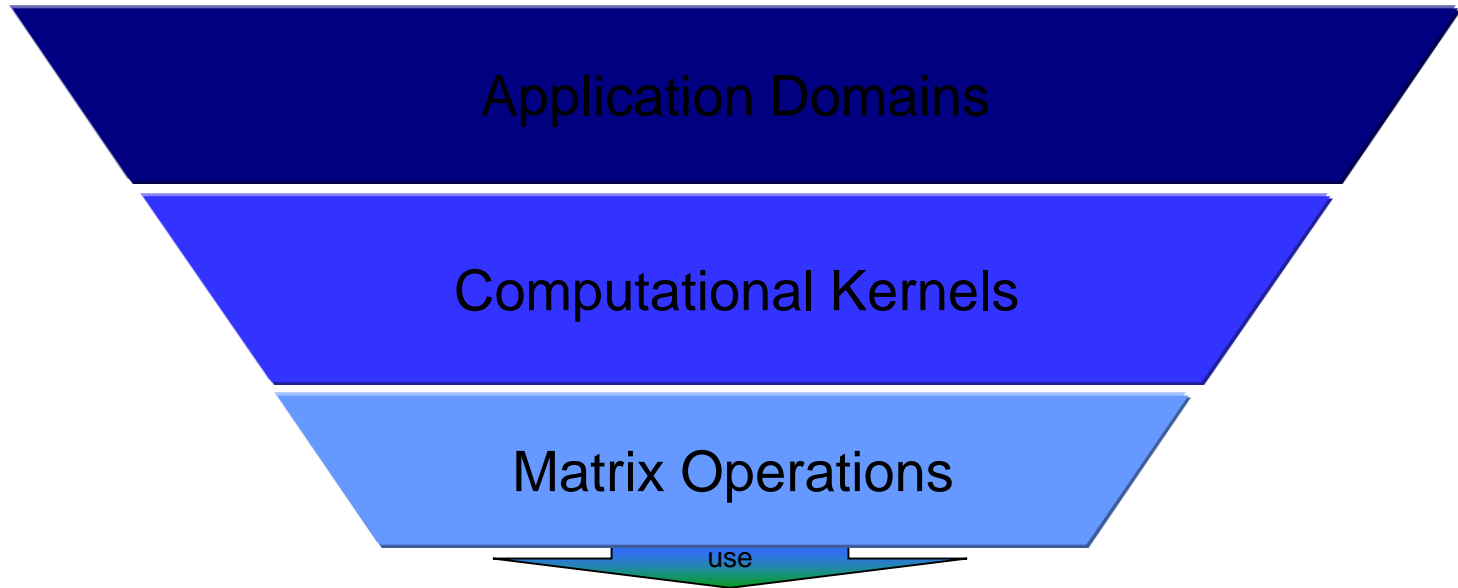 Application Domains
Computational Kernels
Matrix Operations
use